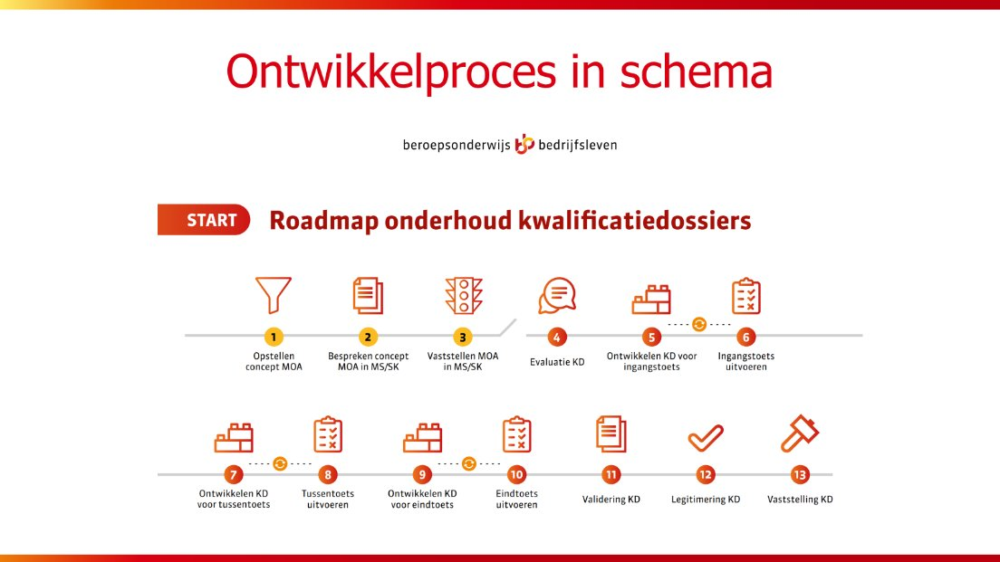 Ontwikkelproces in schema
beroepsonderwijs bedrijfsleven
START Roadmap onderhoud kwalificatiedossiers
1
Opstellen
concept MOA
2
Bespreken concept
MOA in MS/SK
3
Vaststellen MOA
in MS/SK
4
Evaluatie KD
5
Ontwikkelen KD voor
ingangstoets
6
Ingangstoets
uitvoeren
7
Ontwikkelen KD
voor tussentoets
8
Tussentoets
uitvoeren
9
Ontwikkelen KD
voor eindtoets
10
Eindtoets
uitvoeren
11
Validering KD
12
Legitimering KD
13
Vaststelling KD